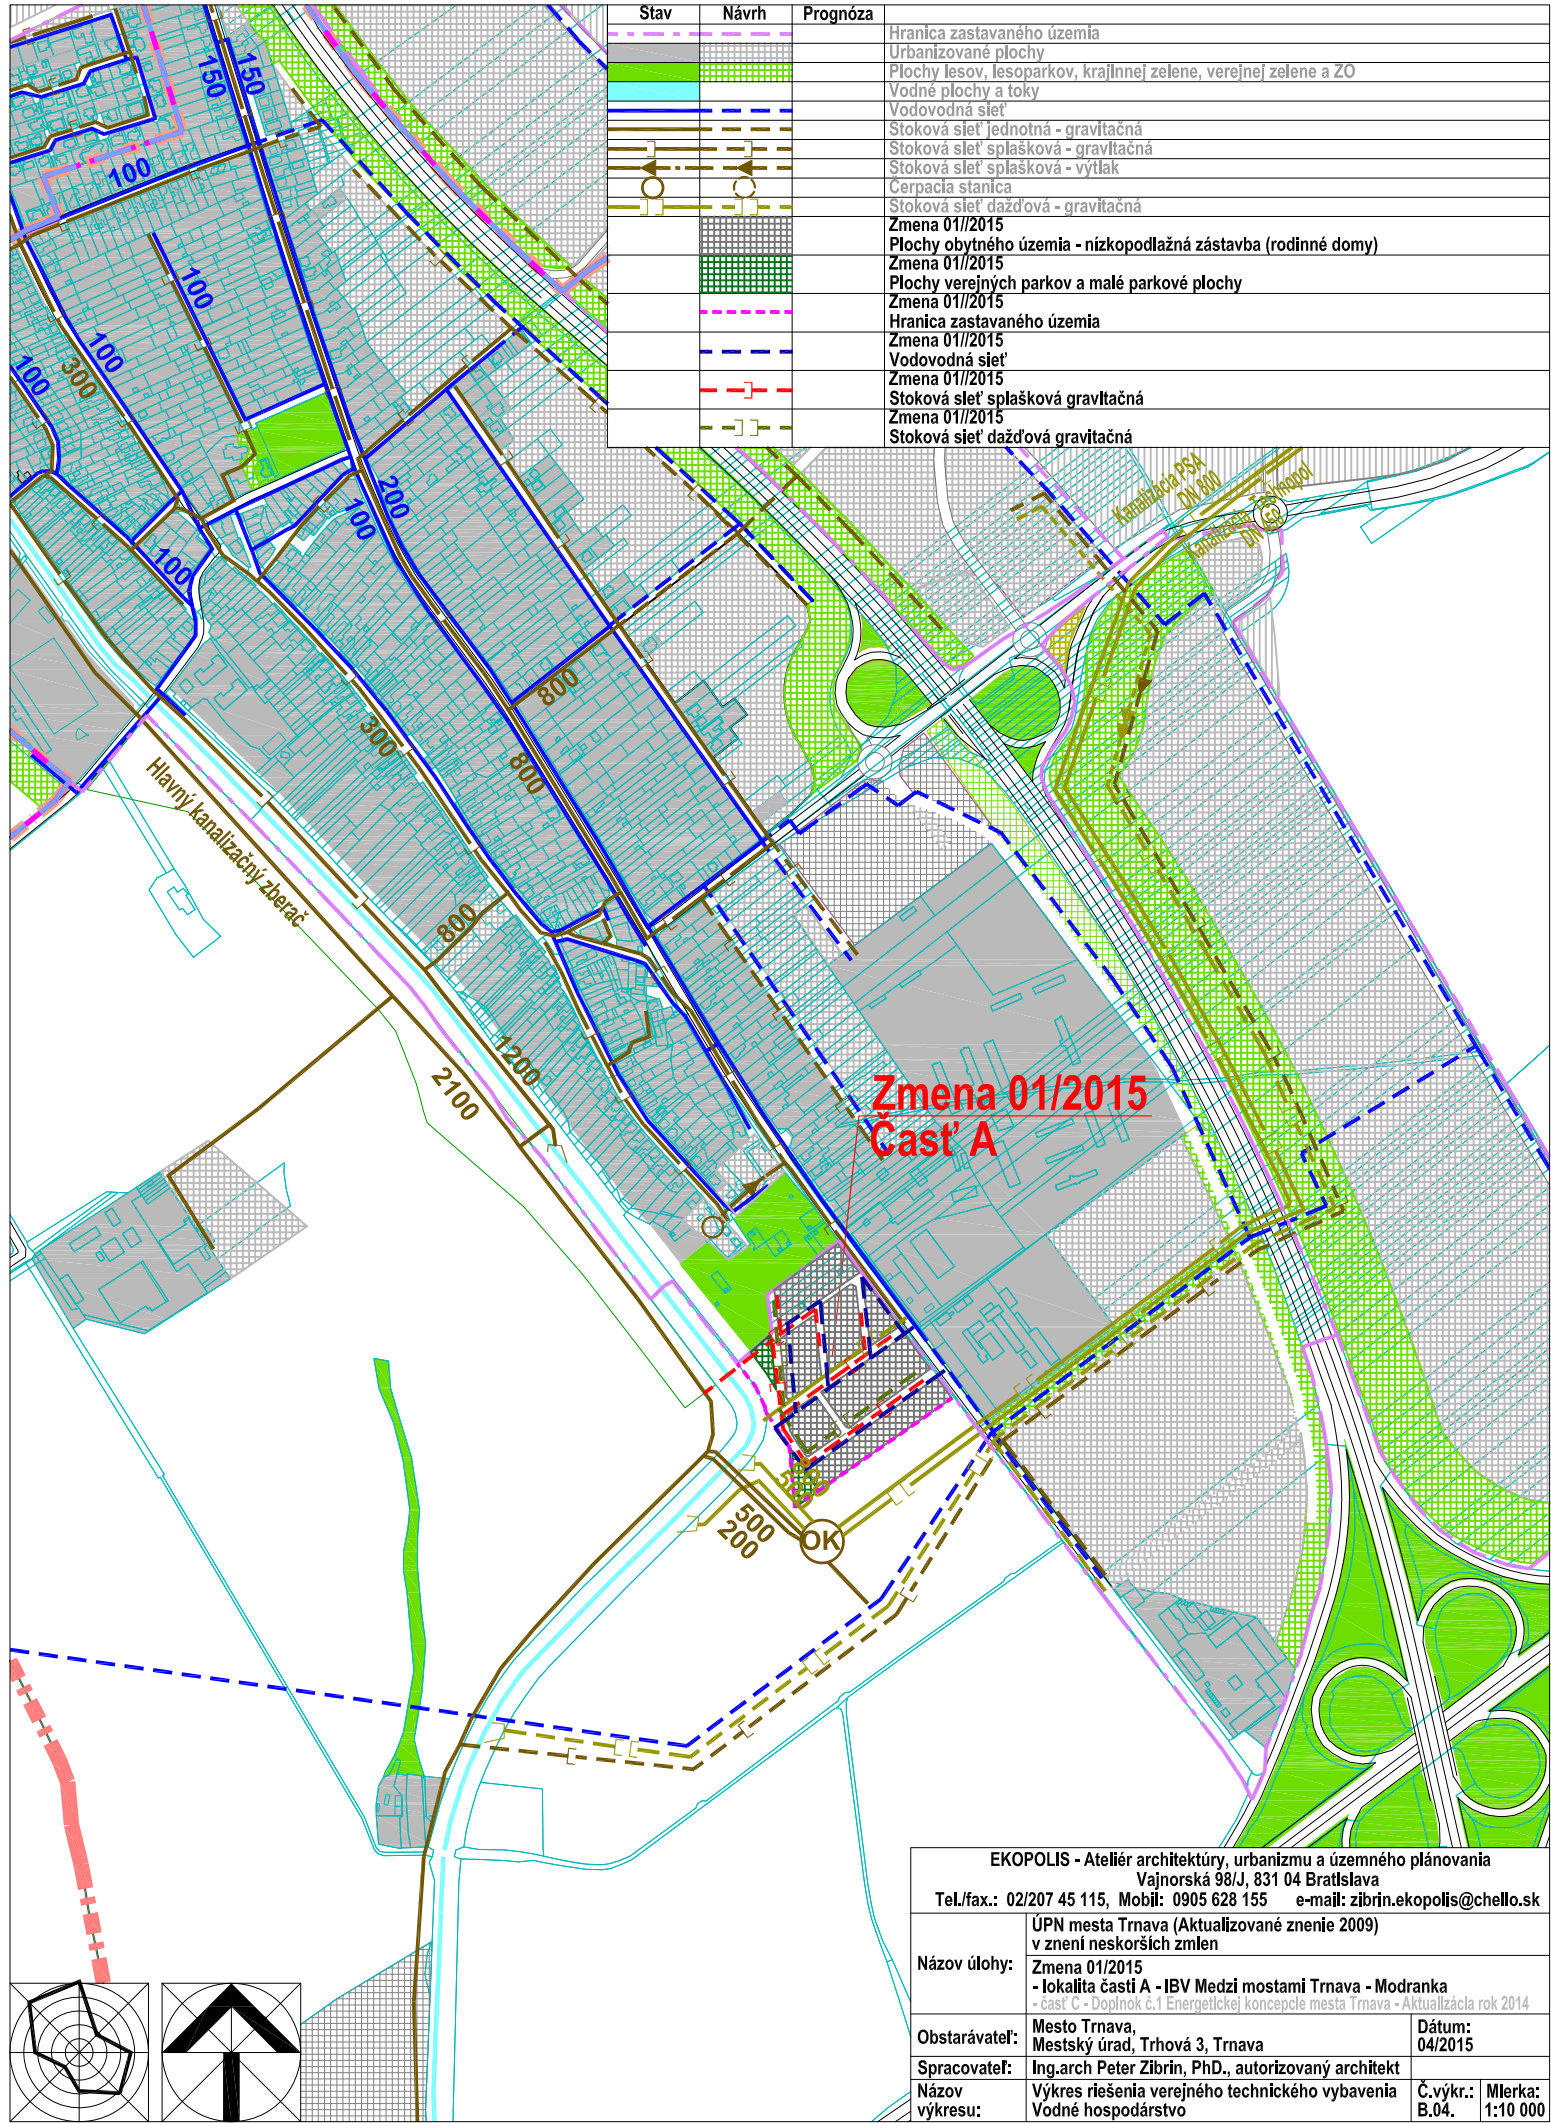 Stav Návrh Prognóza
Hranica zastavaného územia
Urbanizované plochy
Plochy lesov, lesoparkov, krajinnej zelene, verejnej zelene a ZO
Vodné plochy a toky
Vodovodná sieť
Stoková sieť jednotná - gravitačná
Stoková sieť splašková - gravitačná
Stoková sieť splašková - výtlak
Čerpacia stanica
Stoková sieť dažďová - gravitačná
Zmena 01//2015
Plochy obytného územia - nízkopodlažná zástavba (rodinné domy)
Zmena 01//2015
Plochy verejných parkov a malé parkové plochy
Zmena 01//2015
Hranica zastavaného územia
Zmena 01//2015
Vodovodná sieť
Zmena 01//2015
Stoková sieť splašková gravitačná
Zmena 01//2015
Stoková sieť dažďová gravitačná
150
150
100
100
100
300
100
200
100
100
Kanalizácia PSA
DN 800
Kanalizácia Technopol
DN 450
800
300
800
Hlavný kanalizačný zberač
800
1200
2100
Zmena 01/2015
Časť A
500
200
OK
EKOPOLIS - Ateliér architektúry, urbanizmu a územného plánovania
Vajnorská 98/J, 831 04 Bratislava
Tel./fax.: 02/207 45 115, Mobil: 0905 628 155 e-mail: zibrin.ekopolis@chello.sk
Názov úlohy:
ÚPN mesta Trnava (Aktualizované znenie 2009)
v znení neskorších zmien
Zmena 01/2015
- lokalita časti A - IBV Medzi mostami Trnava - Modranka
- časť C - Doplnok č.1 Energetickej koncepcie mesta Trnava - Aktualizácia rok 2014
Obstarávateľ:
Mesto Trnava,
Mestský úrad, Trhová 3, Trnava
Dátum:
04/2015
Spracovateľ: Ing.arch Peter Zibrin, PhD., autorizovaný architekt
Názov
výkresu:
Výkres riešenia verejného technického vybavenia
Vodné hospodárstvo
Č.výkr.:
B.04.
Mierka:
1:10 000